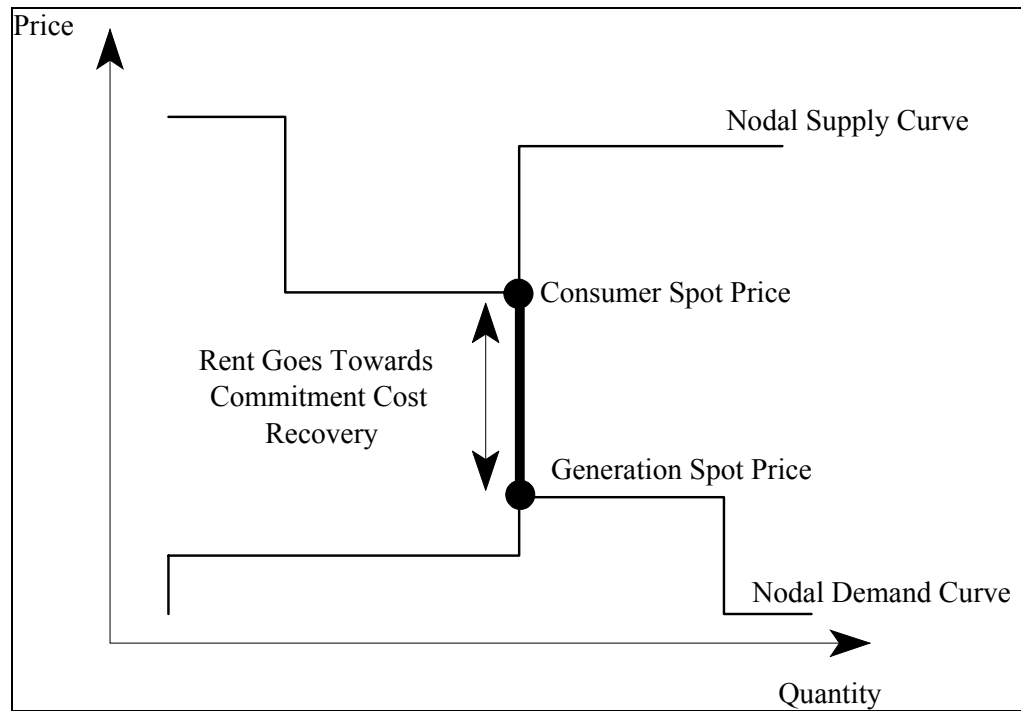 Price
Nodal Supply Curve
Consumer Spot Price
Rent Goes Towards
Commitment Cost
Recovery
Generation Spot Price
Nodal Demand Curve
Quantity